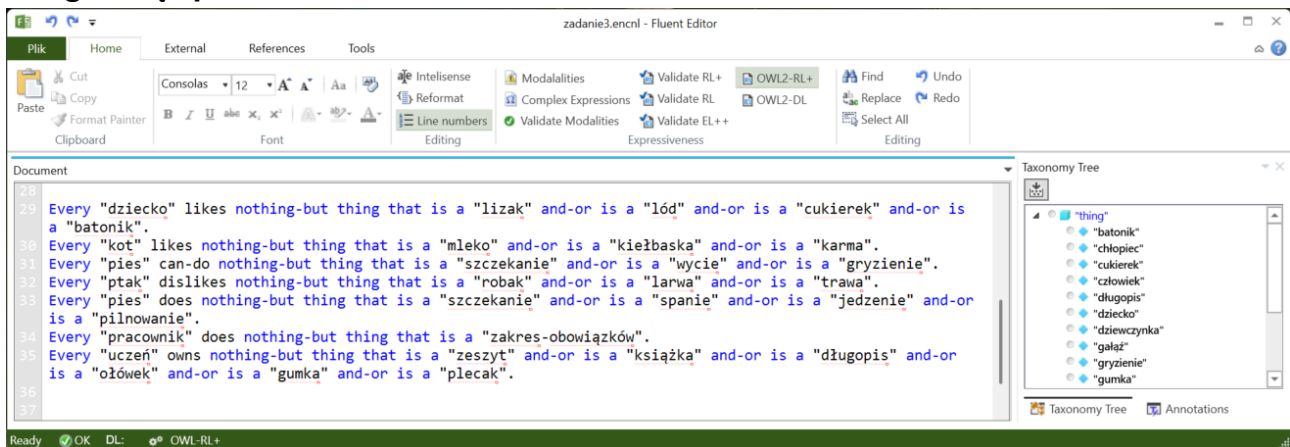 zadanie3.encnl - Fluent Editor
Plik Home External References Tools
Paste
Cut
Copy
Format Painter
Clipboard
Consolas 12 A A Aa
B I U abc x, x² A
Font
Intelisense
Reformat
Line numbers
Editing
Modalalities Validate RL+ OWL2-RL+
Complex Expressions Validate RL OWL2-DL
Validate Modalities Validate EL++
Expressiveness
Find Undo
Replace Redo
Select All
Editing
Document
28
29 Every "dziecko" likes nothing-but thing that is a "lizak" and-or is a "lód" and-or is a "cukierek" and-or is
a "batonik".
30 Every "kot" likes nothing-but thing that is a "mleko" and-or is a "kiełbaska" and-or is a "karma".
31 Every "pies" can-do nothing-but thing that is a "szczekanie" and-or is a "wycie" and-or is a "gryzienie".
32 Every "ptak" dislikes nothing-but thing that is a "robak" and-or is a "larwa" and-or is a "trawa".
33 Every "pies" does nothing-but thing that is a "szczekanie" and-or is a "spanie" and-or is a "jedzenie" and-or
is a "pilnowanie".
34 Every "pracownik" does nothing-but thing that is a "zakres-obowiązków".
35 Every "uczeń" owns nothing-but thing that is a "zeszyt" and-or is a "książka" and-or is a "długopis" and-or
is a "ołówek" and-or is a "gumka" and-or is a "plecak".
36
37
Taxonomy Tree
"thing"
"batonik"
"chłopiec"
"cukierek"
"człowiek"
"długopis"
"dziecko"
"dziewczynka"
"gałąź"
"gryzienie"
"gumka"
Taxonomy Tree Annotations
Ready OK DL: OWL-RL+